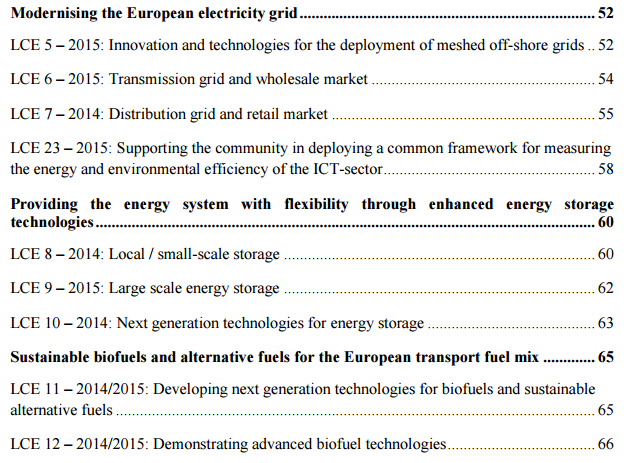 Modernising the European electricity grid.......................................................................... 52
LCE 5 – 2015: Innovation and technologies for the deployment of meshed off-shore grids .. 52
LCE 6 – 2015: Transmission grid and wholesale market ........................................................ 54
LCE 7 – 2014: Distribution grid and retail market .................................................................. 55
LCE 23 – 2015: Supporting the community in deploying a common framework for measuring
the energy and environmental efficiency of the ICT-sector..................................................... 58
Providing the energy system with flexibility through enhanced energy storage
technologies............................................................................................................................. 60
LCE 8 – 2014: Local / small-scale storage .............................................................................. 60
LCE 9 – 2015: Large scale energy storage .............................................................................. 62
LCE 10 – 2014: Next generation technologies for energy storage .......................................... 63
Sustainable biofuels and alternative fuels for the European transport fuel mix ............. 65
LCE 11 – 2014/2015: Developing next generation technologies for biofuels and sustainable
alternative fuels ........................................................................................................................ 65
LCE 12 – 2014/2015: Demonstrating advanced biofuel technologies..................................... 66